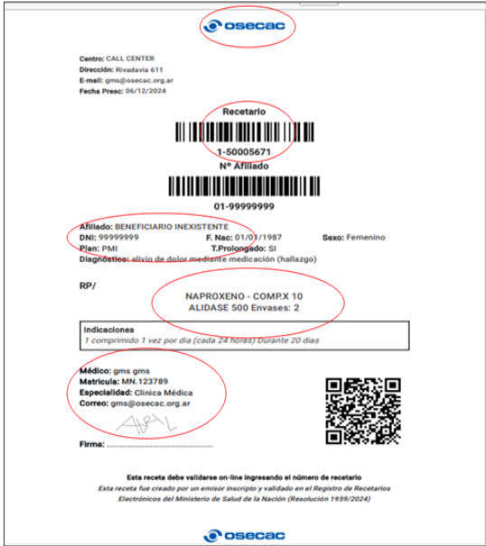 osecac
Centro: CALL CENTER
Dirección: Rivadavia 611
E-mail: gms@osecac.org.ar
Fecha Presc: 06/12/2024
Recetario
1-50005671
N° Afiliado
01-99999999
Afiliado: BENEFICIARIO INEXISTENTE
DNI: 99999999 F. Nac: 01/01/1987 Sexo: Femenino
Plan: PMI T.Prolongado: SI
Diagnóstico: alivio de dolor mediante medicación (hallazgo)
RP/
NAPROXENO - COMP.X 10
ALIDASE 500 Envases: 2
Indicaciones
1 comprimido 1 vez por dia (cada 24 horas) Durante 20 dias
Médico: gms gms
Matricula: MN.123789
Especialidad: Clínica Médica
Correo: gms@osecac.org.ar
Firma:
Esta receta debe validarse on-line ingresando el número de recetario
Esta receta fue creada por un emisor inscripto y validado en el Registro de Recetarios
Electrónicos del Ministerio de Salud de la Nación (Resolución 1959/2024)
osecac